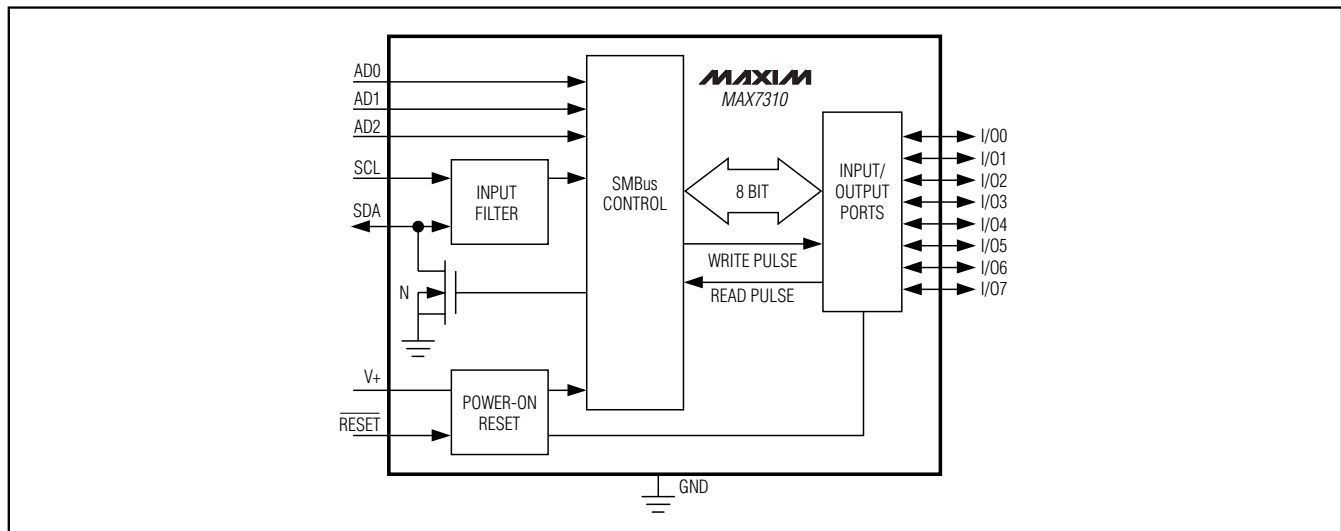 AD0
AD1
AD2
SCL
SDA
N
V+
RESET
INPUT
FILTER
POWER-ON
RESET
SMBus
CONTROL
MAXIM
MAX7310
8 BIT
WRITE PULSE
READ PULSE
INPUT/
OUTPUT
PORTS
I/O0
I/O1
I/O2
I/O3
I/O4
I/O5
I/O6
I/O7
GND